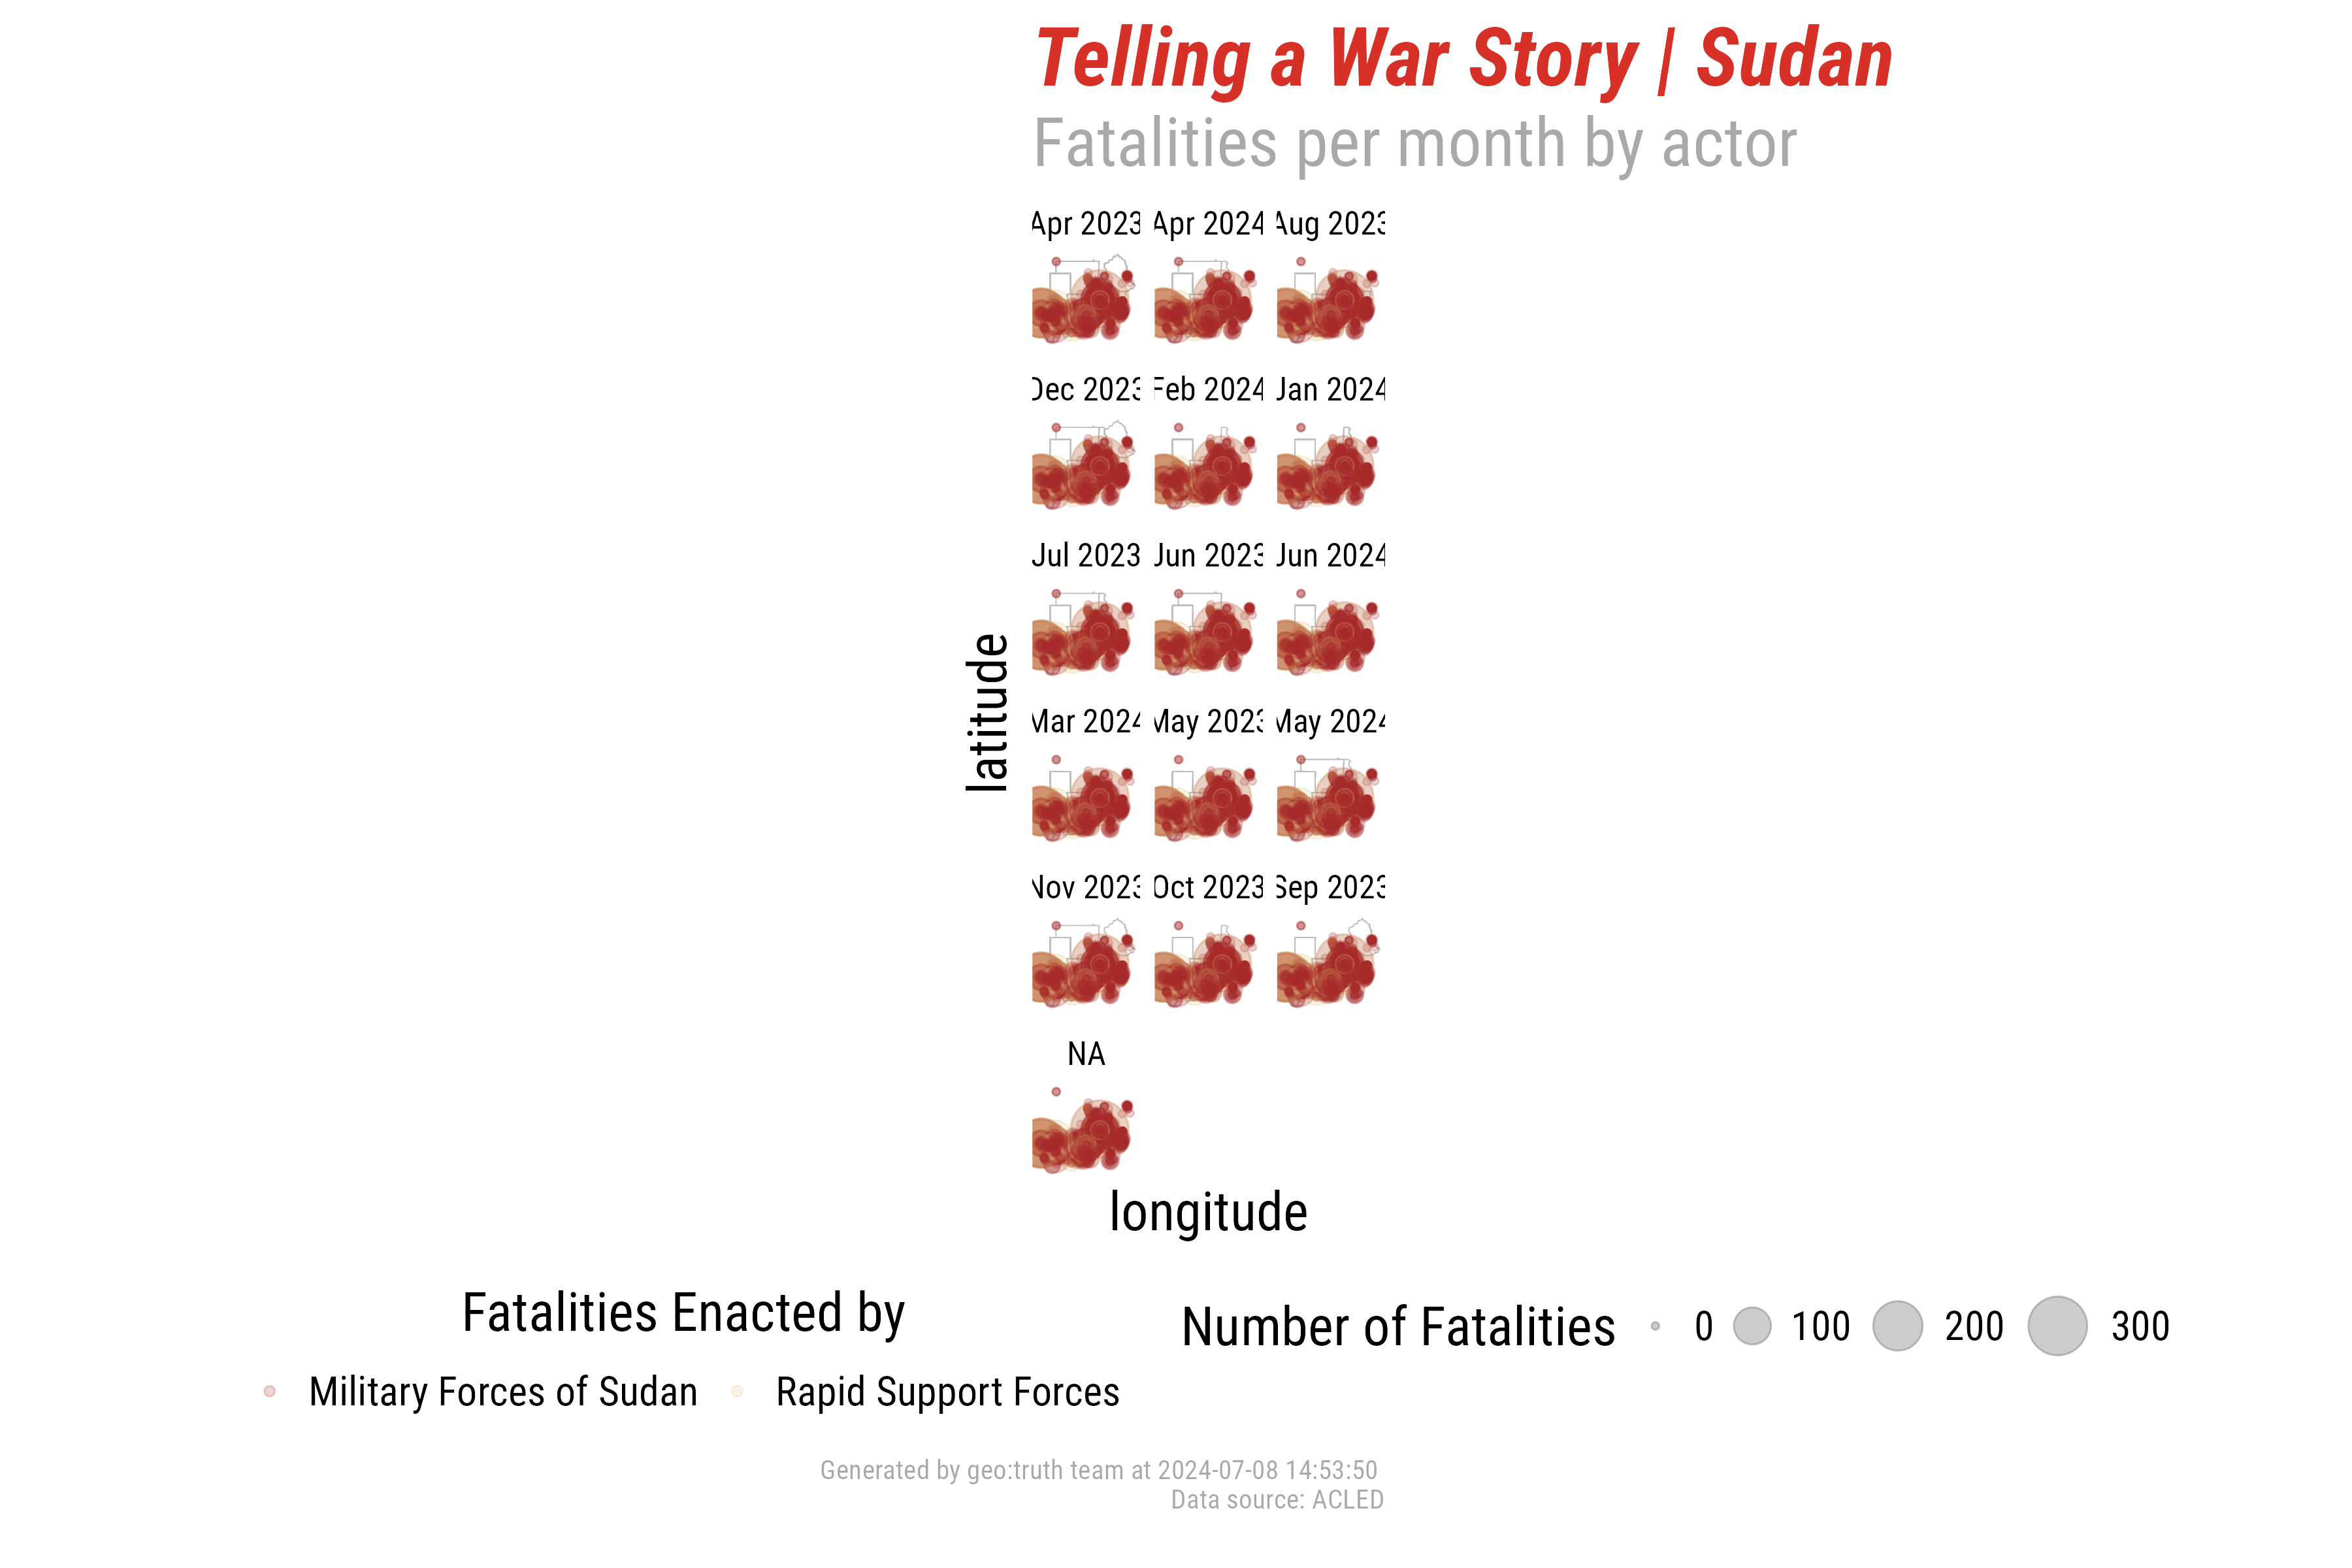 Telling a War Story | Sudan
Fatalities per month by actor
Apr 2023 Apr 2024 Aug 2023
Dec 2023 Feb 2024 Jan 2024
Jul 2023 Jun 2023 Jun 2024
Mar 2024 May 2023 May 2024
Nov 2023 Oct 2023 Sep 2023
NA
latitude
longitude
Fatalities Enacted by
Military Forces of Sudan Rapid Support Forces
Number of Fatalities 0 100 200 300
Generated by geo:truth team at 2024-07-08 14:53:50
Data source: ACLED